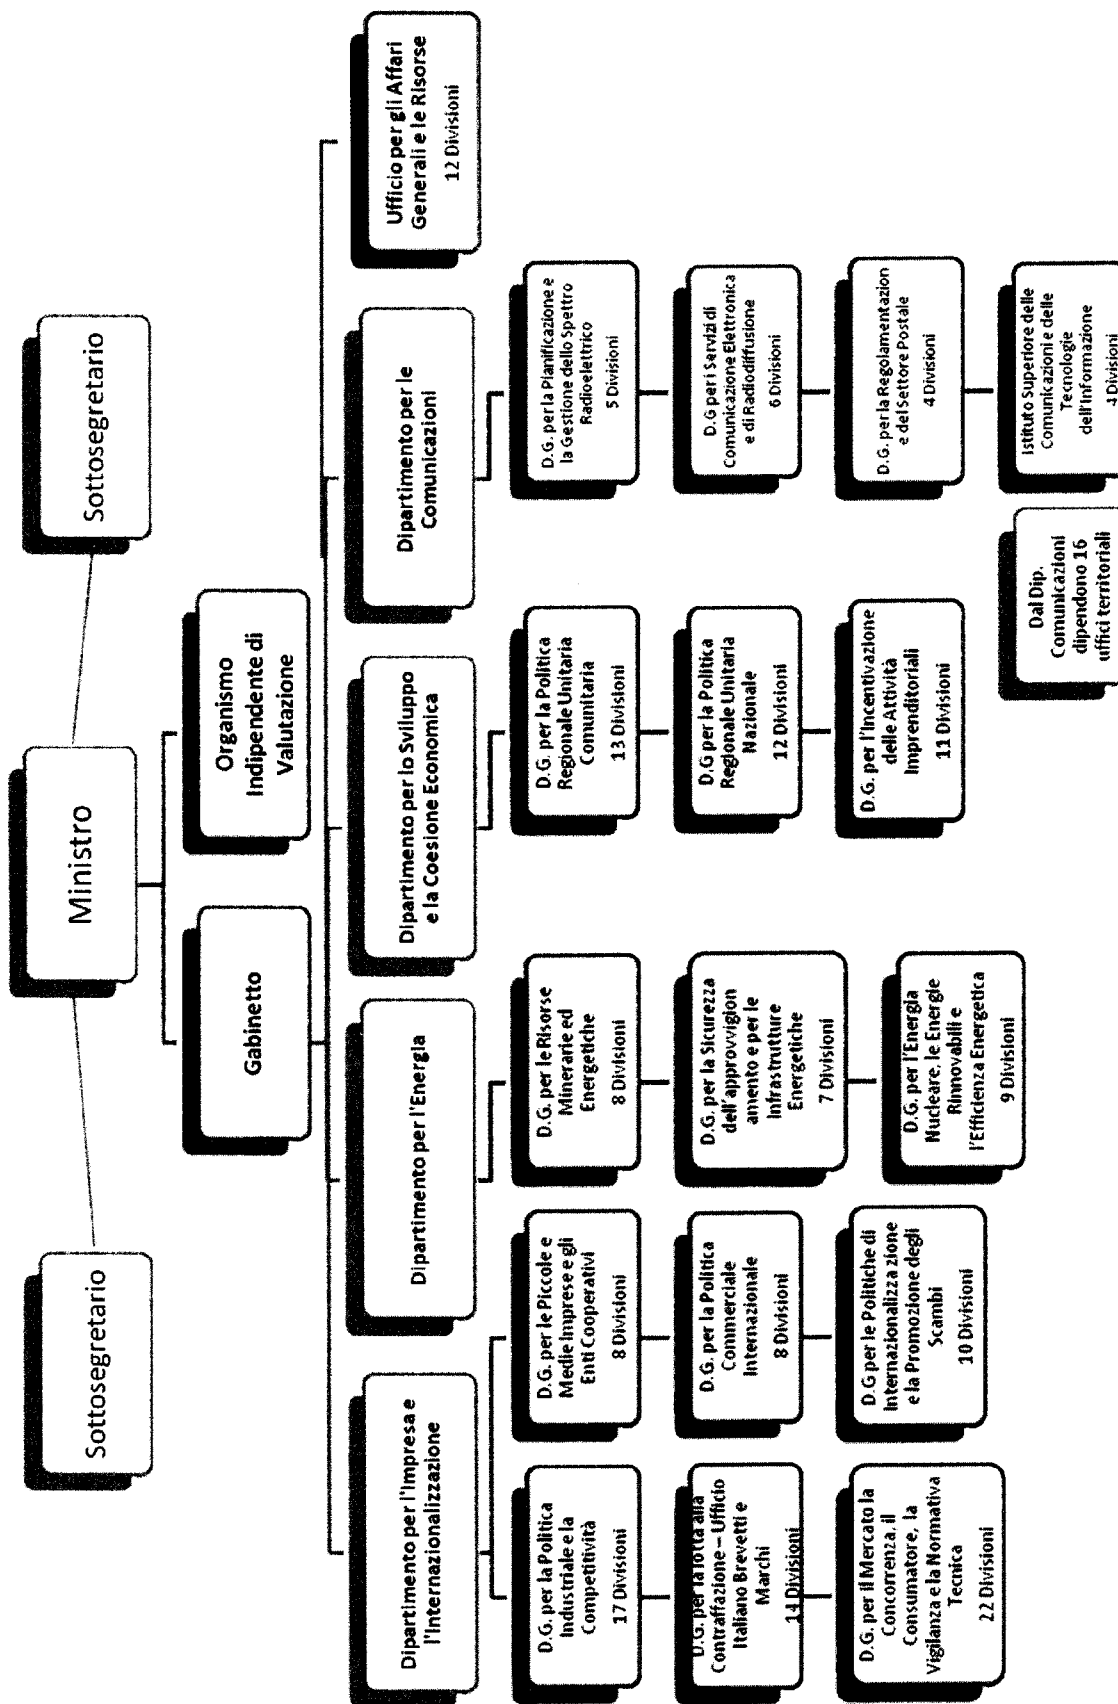 Sottosegretario
Ministro
Sottosegretario
Gabinetto
Organismo
Indipendente di
Valutazione
Dipartimento per l'Impresa e
l'Internazionalizzazione
Dipartimento per l'Energia
Dipartimento per lo Sviluppo
e la Coesione Economica
Dipartimento per le
Comunicazioni
Ufficio per gli Affari
Generali e le Risorse
12 Divisioni
D.G. per la Politica
Industriale e la
Competitività
17 Divisioni
D.G. per la lotta alla
Contraffazione – Ufficio
Italiano Brevetti e
Marchi
14 Divisioni
D.G. per il Mercato la
Concorrenza, il
Consumatore, la
Vigilanza e la Normativa
Tecnica
22 Divisioni
D.G. per le Piccole e
Medie Imprese e gli
Enti Cooperativi
8 Divisioni
D.G. per la Politica
Commerciale
Internazionale
8 Divisioni
D.G per le Politiche di
Internazionalizza zione
e la Promozione degli
Scambi
10 Divisioni
D.G. per le Risorse
Minerarie ed
Energetiche
8 Divisioni
D.G. per la Sicurezza
dell'approvvigion
amento e per le
Infrastrutture
Energetiche
7 Divisioni
D.G. per l'Energia
Nucleare, le Energie
Rinnovabili e
l'Efficienza Energetica
9 Divisioni
D.G. per la Politica
Regionale Unitaria
Comunitaria
13 Divisioni
D.G per la Politica
Regionale Unitaria
Nazionale
12 Divisioni
D.G. per l'Incentivazione
delle Attività
Imprenditoriali
11 Divisioni
D.G. per la Pianificazione e
la Gestione dello Spettro
Radioelettrico
5 Divisioni
D.G per i Servizi di
Comunicazione Elettronica
e di Radiodiffusione
6 Divisioni
D.G. per la Regolamentazion
e del Settore Postale
4 Divisioni
Istituto Superiore delle
Comunicazioni e delle
Tecnologie
dell'Informazione
4 Divisioni
Dal Dip.
Comunicazioni
dipendono 16
uffici territoriali